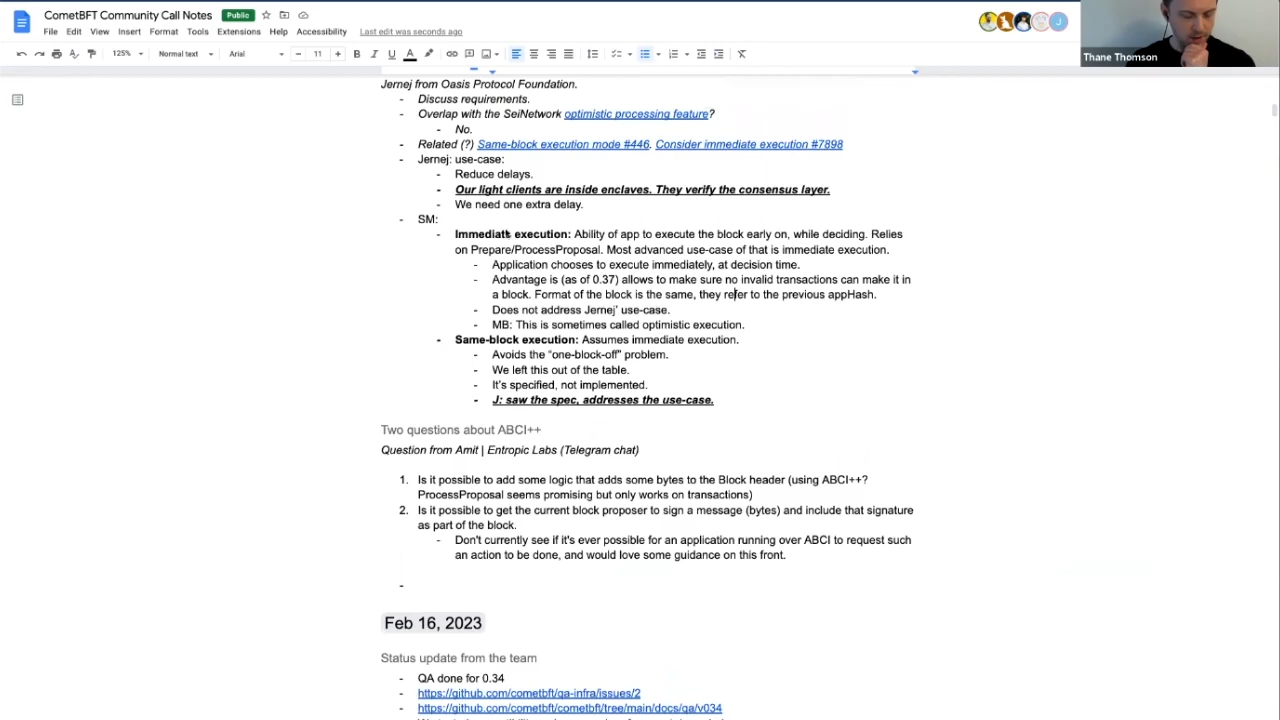 CometBFT Community Call Notes
Public
File Edit View Insert Format Tools Extensions Help Accessibility Last edit was seconds ago
125% Normal text Arial - 11 + B I U A
Thane Thomson
J
Jernej from Oasis Protocol Foundation.
- Discuss requirements.
- Overlap with the SeiNetwork optimistic processing feature?
- No.
- Related (?) Same-block execution mode #446. Consider immediate execution #7898
- Jernej: use-case:
- Reduce delays.
- Our light clients are inside enclaves. They verify the consensus layer.
- We need one extra delay.
- SM:
- Immediate execution: Ability of app to execute the block early on, while deciding. Relies
on Prepare/ProcessProposal. Most advanced use-case of that is immediate execution.
- Application chooses to execute immediately, at decision time.
- Advantage is (as of 0.37) allows to make sure no invalid transactions can make it in
a block. Format of the block is the same, they refer to the previous appHash.
- Does not address Jernej' use-case.
- MB: This is sometimes called optimistic execution.
- Same-block execution: Assumes immediate execution.
- Avoids the “one-block-off” problem.
- We left this out of the table.
- It's specified, not implemented.
- J: saw the spec, addresses the use-case.
Two questions about ABCI++
Question from Amit | Entropic Labs (Telegram chat)
1. Is it possible to add some logic that adds some bytes to the Block header (using ABCI++?
ProcessProposal seems promising but only works on transactions)
2. Is it possible to get the current block proposer to sign a message (bytes) and include that signature
as part of the block.
- Don't currently see if it's ever possible for an application running over ABCI to request such
an action to be done, and would love some guidance on this front.
-
Feb 16, 2023
Status update from the team
- QA done for 0.34
- https://github.com/cometbft/qa-infra/issues/2
- https://github.com/cometbft/cometbft/tree/main/docs/qa/v034